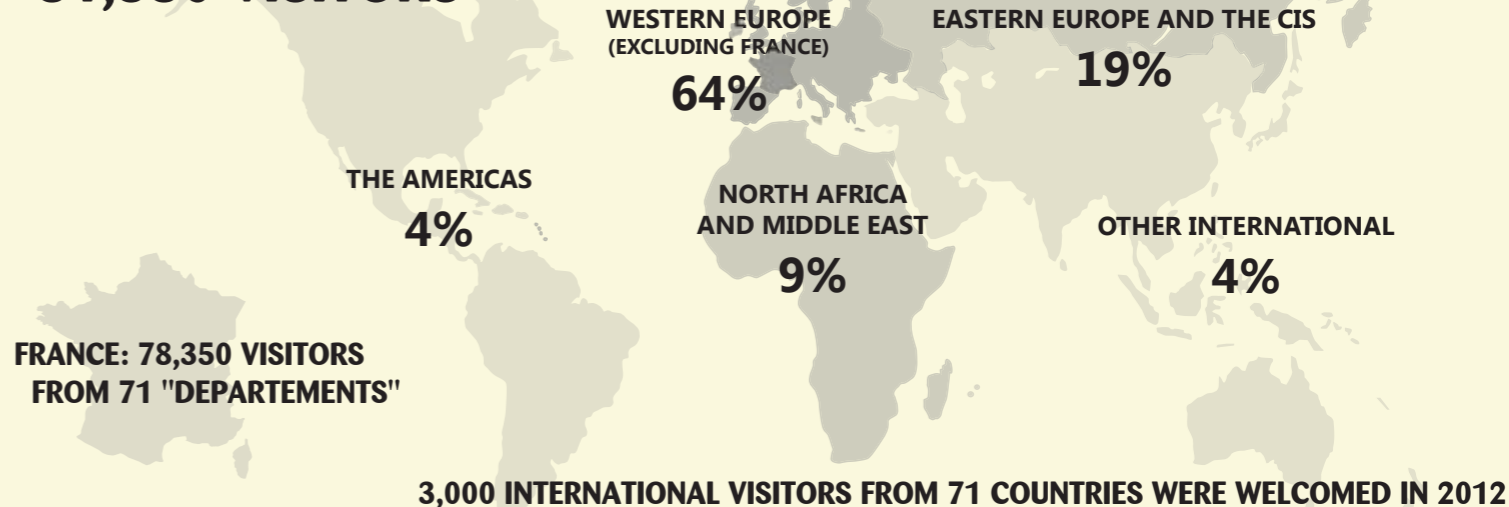 WESTERN EUROPE
(EXCLUDING FRANCE)
64%
EASTERN EUROPE AND THE CIS
19%
THE AMERICAS
4%
NORTH AFRICA
AND MIDDLE EAST
9%
OTHER INTERNATIONAL
4%
FRANCE: 78,350 VISITORS
FROM 71 "DEPARTEMENTS"
3,000 INTERNATIONAL VISITORS FROM 71 COUNTRIES WERE WELCOMED IN 2012